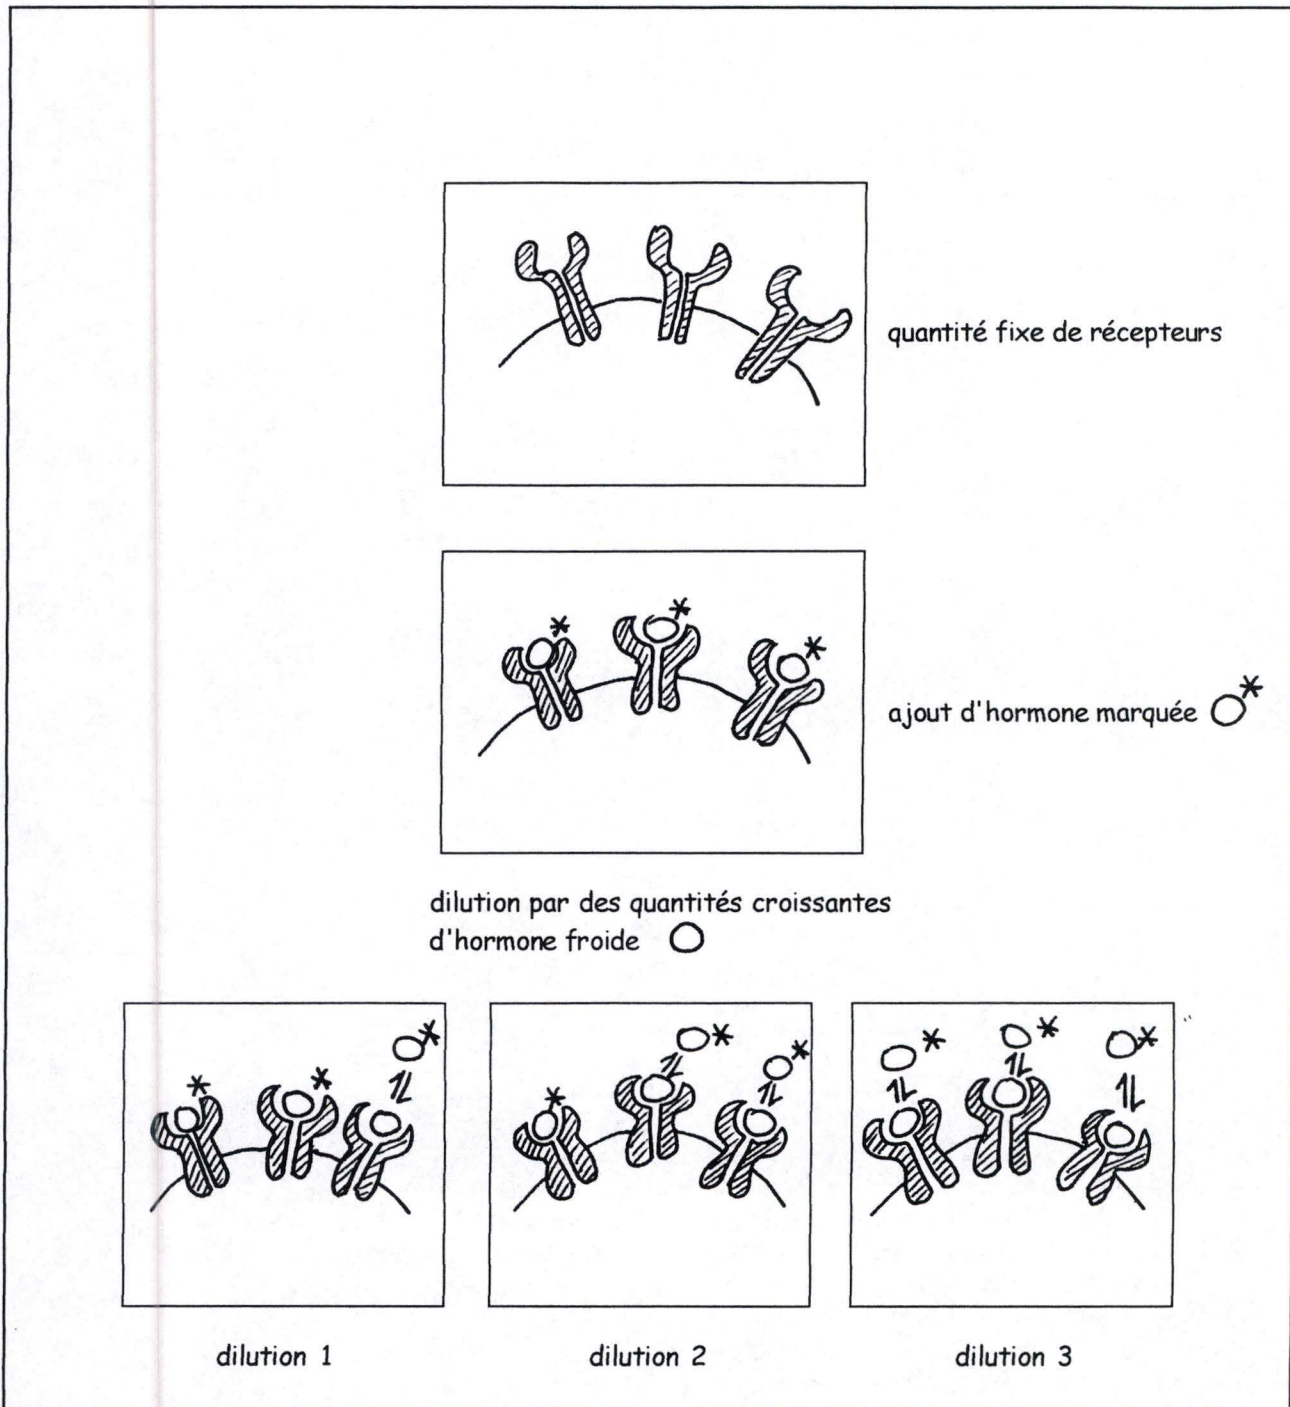 quantité fixe de récepteurs
ajout d'hormone marquée
dilution par des quantités croissantes
d'hormone froide
dilution 1
dilution 2
dilution 3